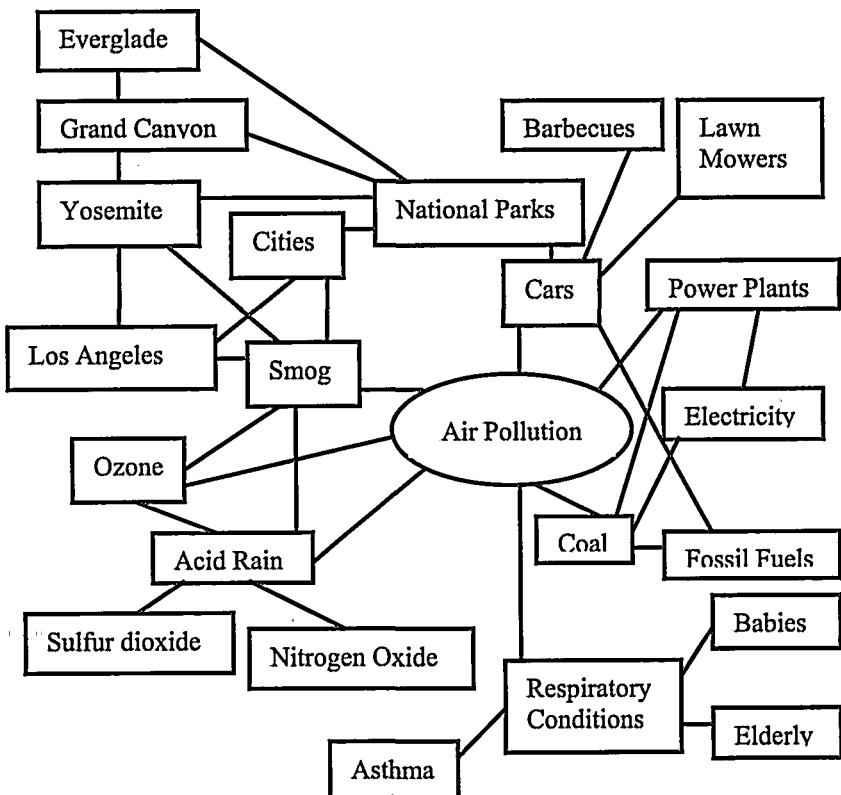 Everglade
Grand Canyon
Barbecues
Lawn
Mowers
Yosemite
National Parks
Cities
Cars
Power Plants
Los Angeles
Smog
Electricity
Air Pollution
Ozone
Coal
Fossil Fuels
Acid Rain
Babies
Sulfur dioxide
Nitrogen Oxide
Respiratory
Conditions
Elderly
Asthma